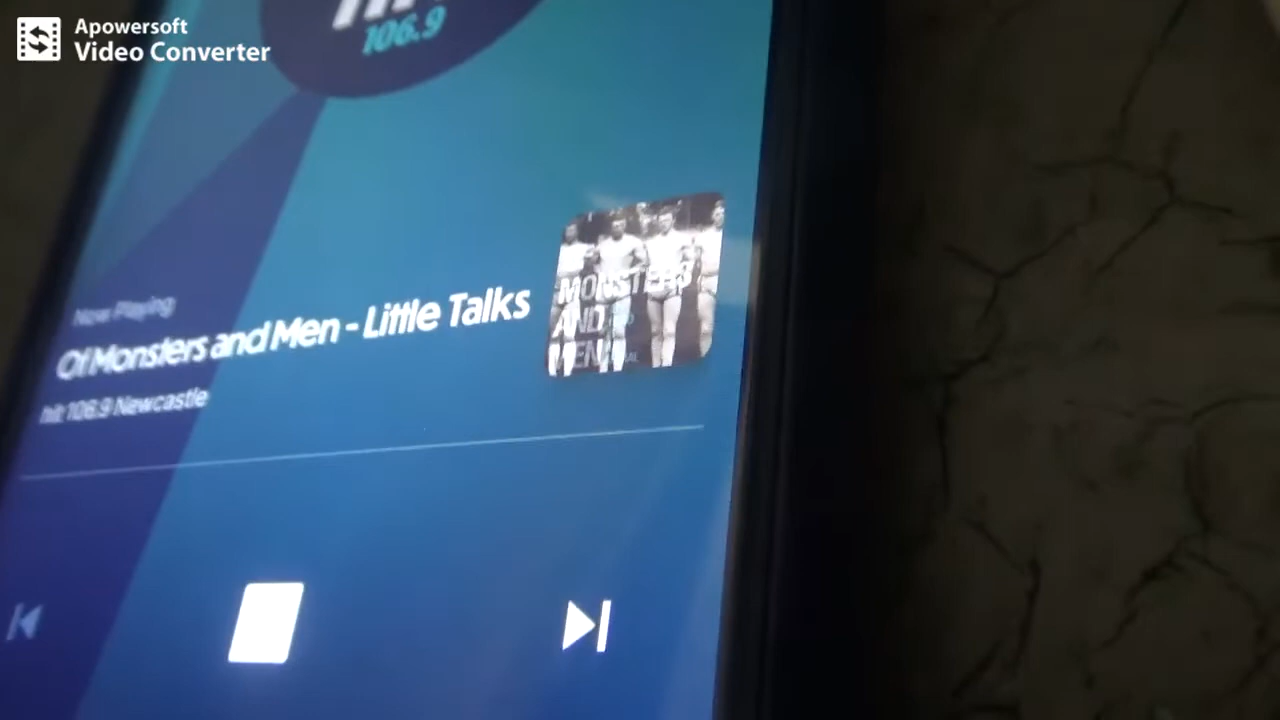 Apowersoft
Video Converter
106.9
Now Playing
Of Monsters and Men - Little Talks
hit 106.9 Newcastle
MONSTERS
AND
MEN